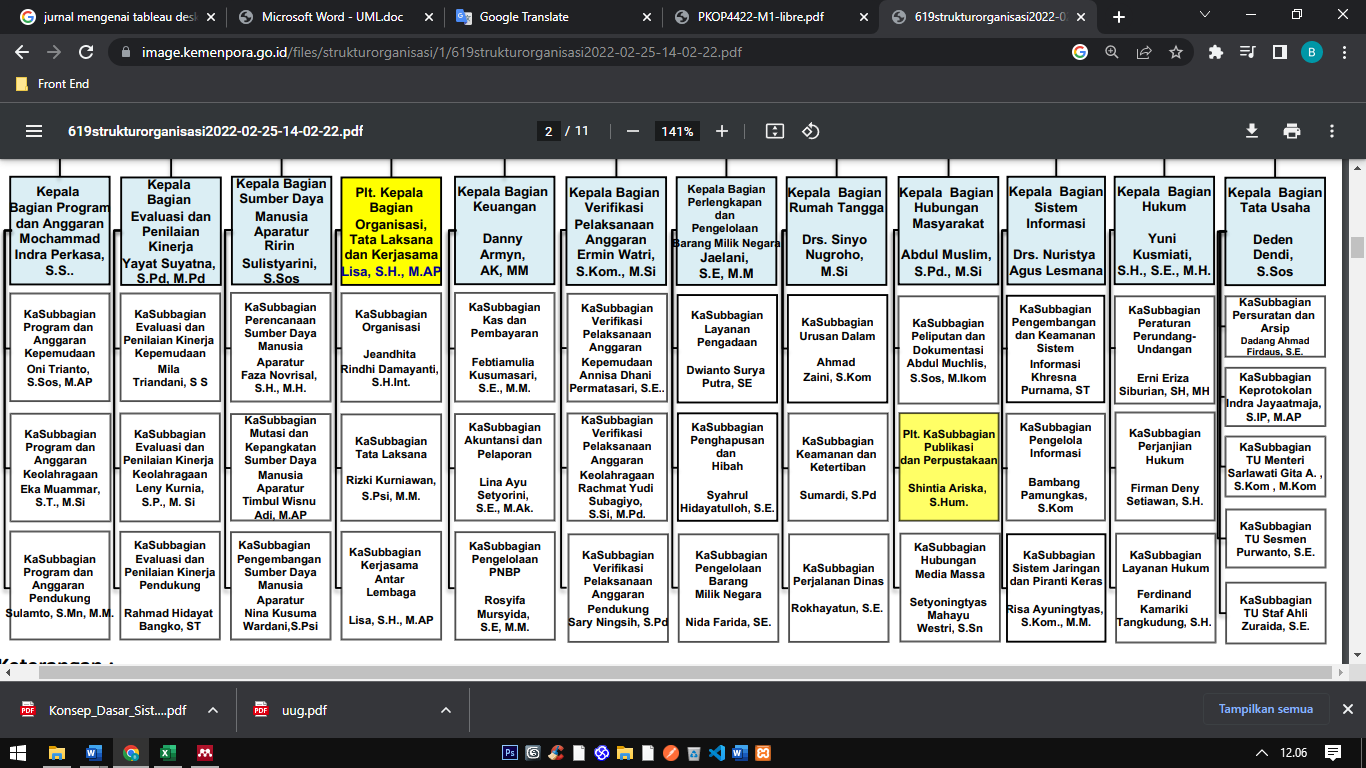 jurnal mengenai tableau desk
Microsoft Word - UML.doc
Google Translate
PKOP4422-M1-libre.pdf
619strukturorganisasi2022-02-
image.kemenpora.go.id/files/strukturorganisasi/1/619strukturorganisasi2022-02-25-14-02-22.pdf
B
Front End
619strukturorganisasi2022-02-25-14-02-22.pdf
2 / 11
141%
Kepala
Bagian Program
dan Anggaran
Mochammad
Indra Perkasa,
S.S..
KaSubbagian
Program dan
Anggaran
Kepemudaan
Oni Trianto,
S.Sos, M.AP
KaSubbagian
Program dan
Anggaran
Keolahragaan
Eka Muammar,
S.T., M.Si
KaSubbagian
Program dan
Anggaran
Pendukung
Sulamto, S.Mn, M.M.
Kepala
Bagian
Evaluasi dan
Penilaian
Kinerja
Yayat Suyatna,
S.Pd, M.Pd
KaSubbagian
Evaluasi dan
Penilaian Kinerja
Kepemudaan
Mila
Triandani, S S
KaSubbagian
Evaluasi dan
Penilaian Kinerja
Keolahragaan
Leny Kurnia,
S.P., M. Si
KaSubbagian
Evaluasi dan
Penilaian Kinerja
Pendukung
Rahmad Hidayat
Bangko, ST
Kepala Bagian
Sumber Daya
Manusia
Aparatur
Ririn
Sulistyarini,
S.Sos
KaSubbagian
Perencanaan
Sumber Daya
Manusia
Aparatur
Faza Novrisal,
S.H., M.H.
KaSubbagian
Mutasi dan
Kepangkatan
Sumber Daya
Manusia
Aparatur
Timbul Wisnu
Adi, M.AP
KaSubbagian
Pengembangan
Sumber Daya
Manusia
Aparatur
Nina Kusuma
Wardani,S.Psi
Plt. Kepala
Bagian
Organisasi,
Tata Laksana
dan Kerjasama
Lisa, S.H., M.AP
KaSubbagian
Organisasi
Jeandhita
Rindhi Damayanti,
S.H.Int.
KaSubbagian
Tata Laksana
Rizki Kurniawan,
S.Psi, M.M.
KaSubbagian
Kerjasama
Antar
Lembaga
Lisa, S.H., M.AP
Kepala Bagian
Keuangan
Danny
Armyn,
AK, MM
KaSubbagian
Kas dan
Pembayaran
Febtiamulia
Kusumasari,
S.E., M.M.
KaSubbagian
Akuntansi dan
Pelaporan
Lina Ayu
Setyorini,
S.E., M.Ak.
KaSubbagian
Pengelolaan
PNBP
Rosyifa
Mursyida,
S.E, M.M.
Kepala Bagian
Verifikasi
Pelaksanaan
Anggaran
Ermin Watri,
S.Kom., M.Si
KaSubbagian
Verifikasi
Pelaksanaan
Anggaran
Kepemudaan
Annisa Dhani
Permatasari, S.E..
KaSubbagian
Verifikasi
Pelaksanaan
Anggaran
Keolahragaan
Rachmat Yudi
Subagiyo,
S.Si, M.Pd.
KaSubbagian
Verifikasi
Pelaksanaan
Anggaran
Pendukung
Sary Ningsih, S.Pd
Kepala Bagian
Perlengkapan
dan
Pengelolaan
Barang Milik Negara
Jaelani,
S.E, M.M
KaSubbagian
Layanan
Pengadaan
Dwianto Surya
Putra, SE
KaSubbagian
Penghapusan
dan
Hibah
Syahrul
Hidayatulloh, S.E.
KaSubbagian
Pengelolaan
Barang
Milik Negara
Nida Farida, SE.
Kepala Bagian
Rumah Tangga
Drs. Sinyo
Nugroho,
M.Si
KaSubbagian
Urusan Dalam
Ahmad
Zaini, S.Kom
KaSubbagian
Keamanan dan
Ketertiban
Sumardi, S.Pd
KaSubbagian
Perjalanan Dinas
Rokhayatun, S.E.
Kepala Bagian
Hubungan
Masyarakat
Abdul Muslim,
S.Pd., M.Si
KaSubbagian
Peliputan dan
Dokumentasi
Abdul Muchlis,
S.Sos, M.Ikom
Plt. KaSubbagian
Publikasi
dan Perpustakaan
Shintia Ariska,
S.Hum.
KaSubbagian
Hubungan
Media Massa
Setyoningtyas
Mahayu
Westri, S.Sn
Kepala Bagian
Sistem
Informasi
Drs. Nuristya
Agus Lesmana
KaSubbagian
Pengembangan
dan Keamanan
Sistem
Informasi
Khresna
Purnama, ST
KaSubbagian
Pengelola
Informasi
Bambang
Pamungkas,
S.Kom
KaSubbagian
Sistem Jaringan
dan Piranti Keras
Risa Ayuningtyas,
S.Kom., M.M.
Kepala Bagian
Hukum
Yuni
Kusmiati,
S.H., S.E., M.H.
KaSubbagian
Peraturan
Perundang-
Undangan
Erni Eriza
Siburian, SH, MH
KaSubbagian
Perjanjian
Hukum
Firman Deny
Setiawan, S.H.
KaSubbagian
Layanan Hukum
Ferdinand
Kamariki
Tangkudung, S.H.
Kepala Bagian
Tata Usaha
Deden
Dendi,
S.Sos
KaSubbagian
Persuratan dan
Arsip
Dadang Ahmad
Firdaus, S.E.
KaSubbagian
Keprotokolan
Indra Jayaatmaja,
S.IP, M.AP
KaSubbagian
TU Menteri
Sarlawati Gita A. ,
S.Kom , M.Kom
KaSubbagian
TU Sesmen
Purwanto, S.E.
KaSubbagian
TU Staf Ahli
Zuraida, S.E.
Keterangan :
Konsep_Dasar_Sist....pdf
uug.pdf
Tampilkan semua
12.06